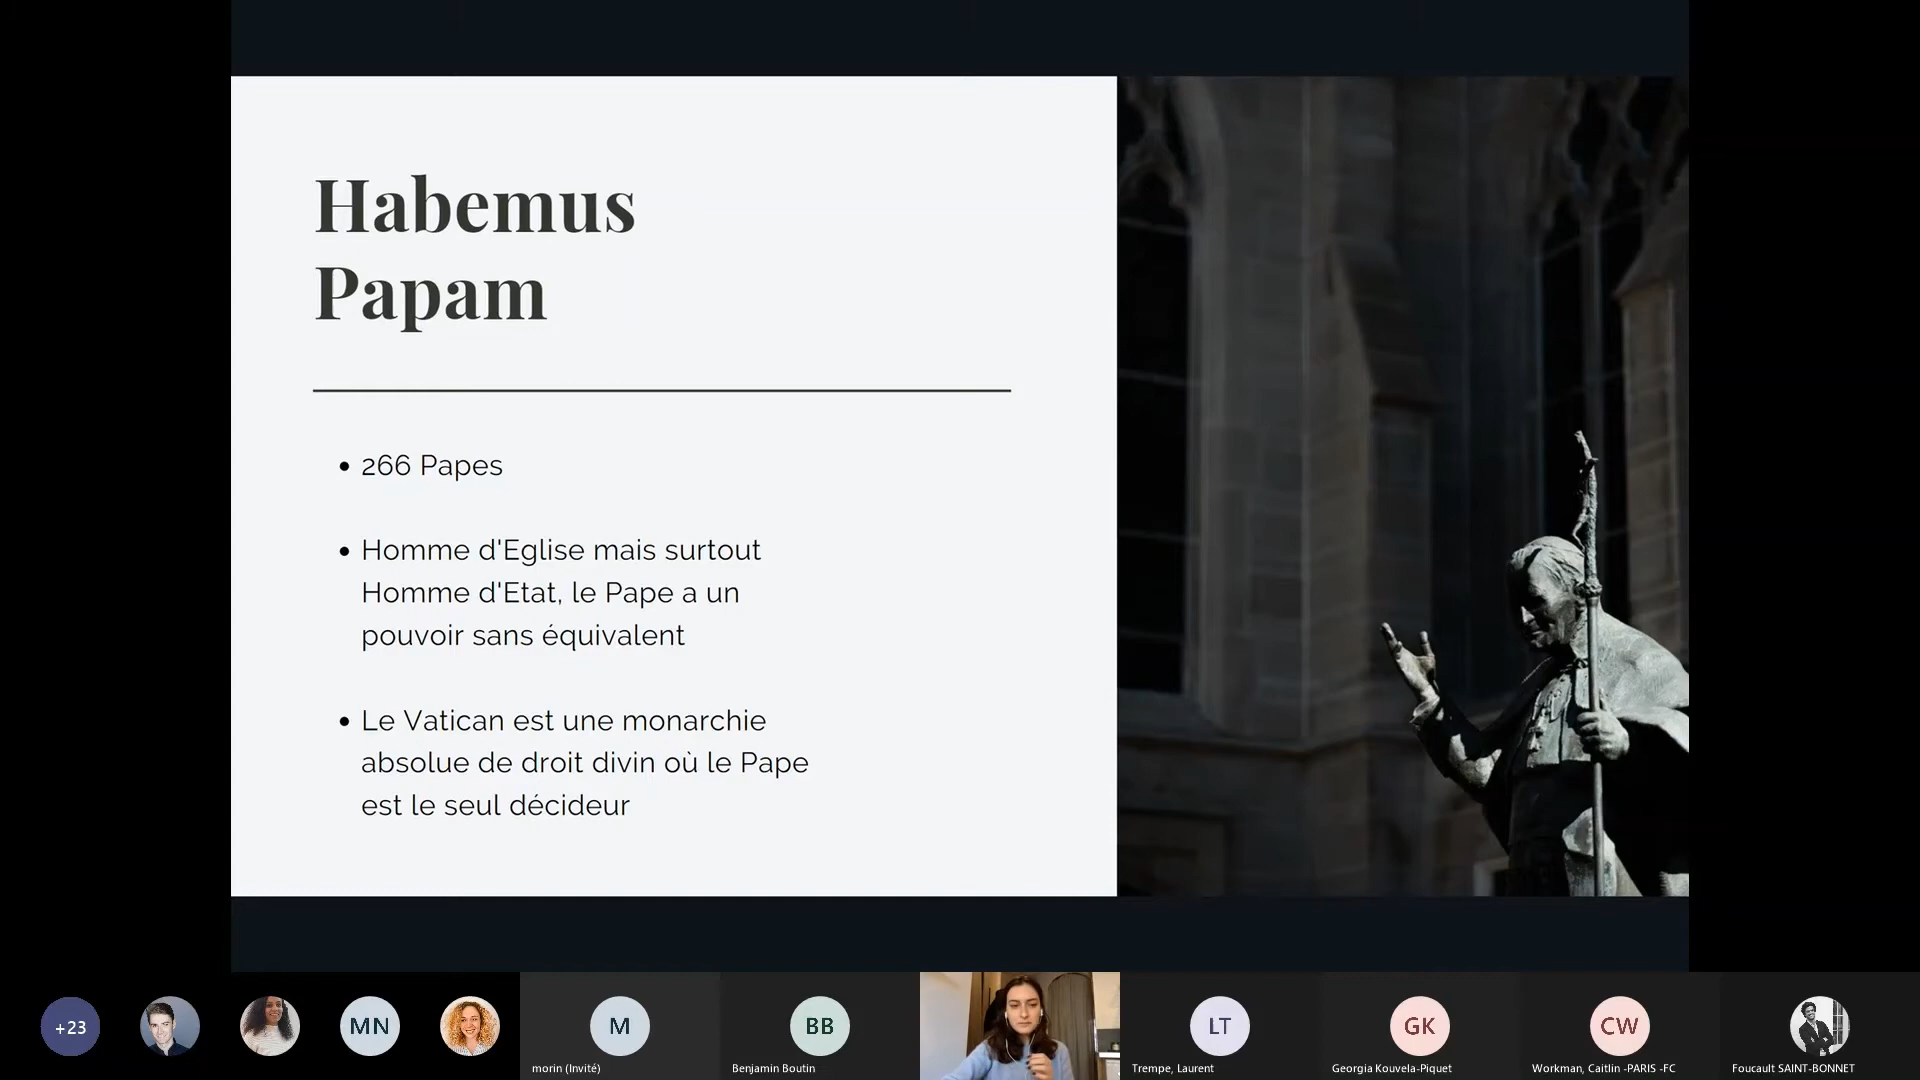 Habemus
Papam
• 266 Papes
• Homme d'Eglise mais surtout
Homme d'Etat, le Pape a un
pouvoir sans équivalent
• Le Vatican est une monarchie
absolue de droit divin où le Pape
est le seul décideur
+23
MN
M
BB
LT
GK
CW
morin (Invité)
Benjamin Boutin
Trempe, Laurent
Georgia Kouvela-Piquet
Workman, Caitlin -PARIS -FC
Foucault SAINT-BONNET